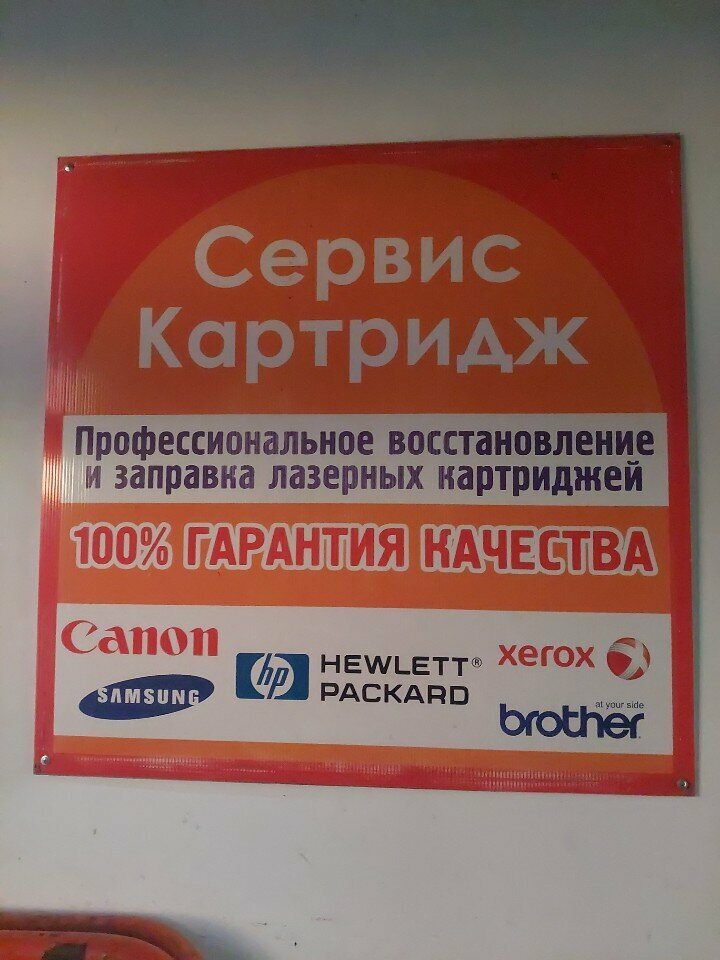 Сервис
Картридж
Профессиональное восстановление
и заправка лазерных картриджей
100% ГАРАНТИЯ КАЧЕСТВА
Canon
SAMSUNG
hp HEWLETT®
PACKARD
xerox
at your side
brother